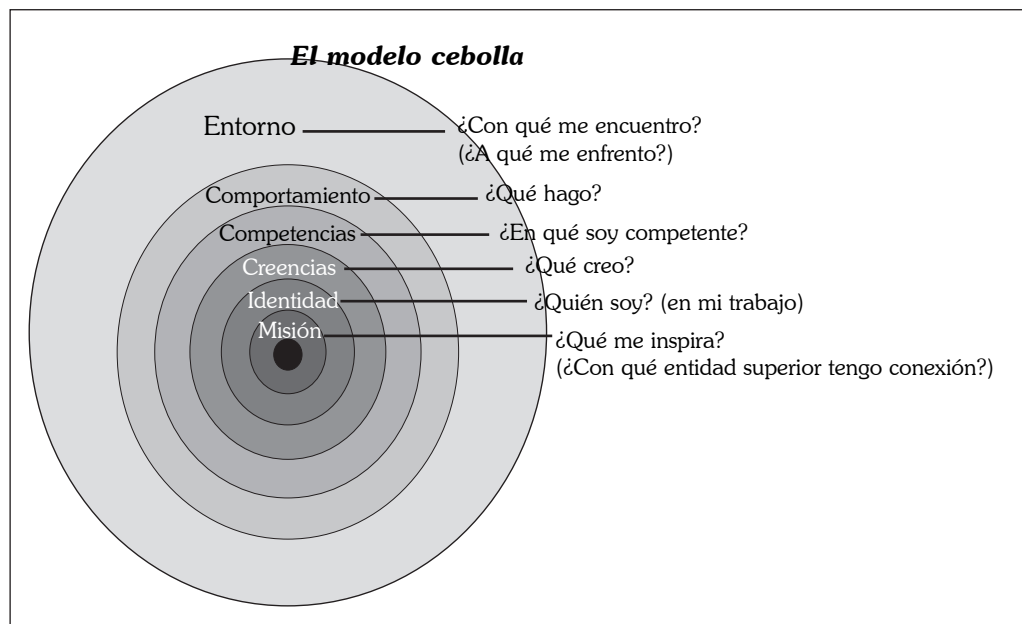 El modelo cebolla
Entorno ¿Con qué me encuentro?
(¿A qué me enfrento?)
Comportamiento ¿Qué hago?
Competencias ¿En qué soy competente?
Creencias ¿Qué creo?
Identidad ¿Quién soy? (en mi trabajo)
Misión ¿Qué me inspira?
(¿Con qué entidad superior tengo conexión?)